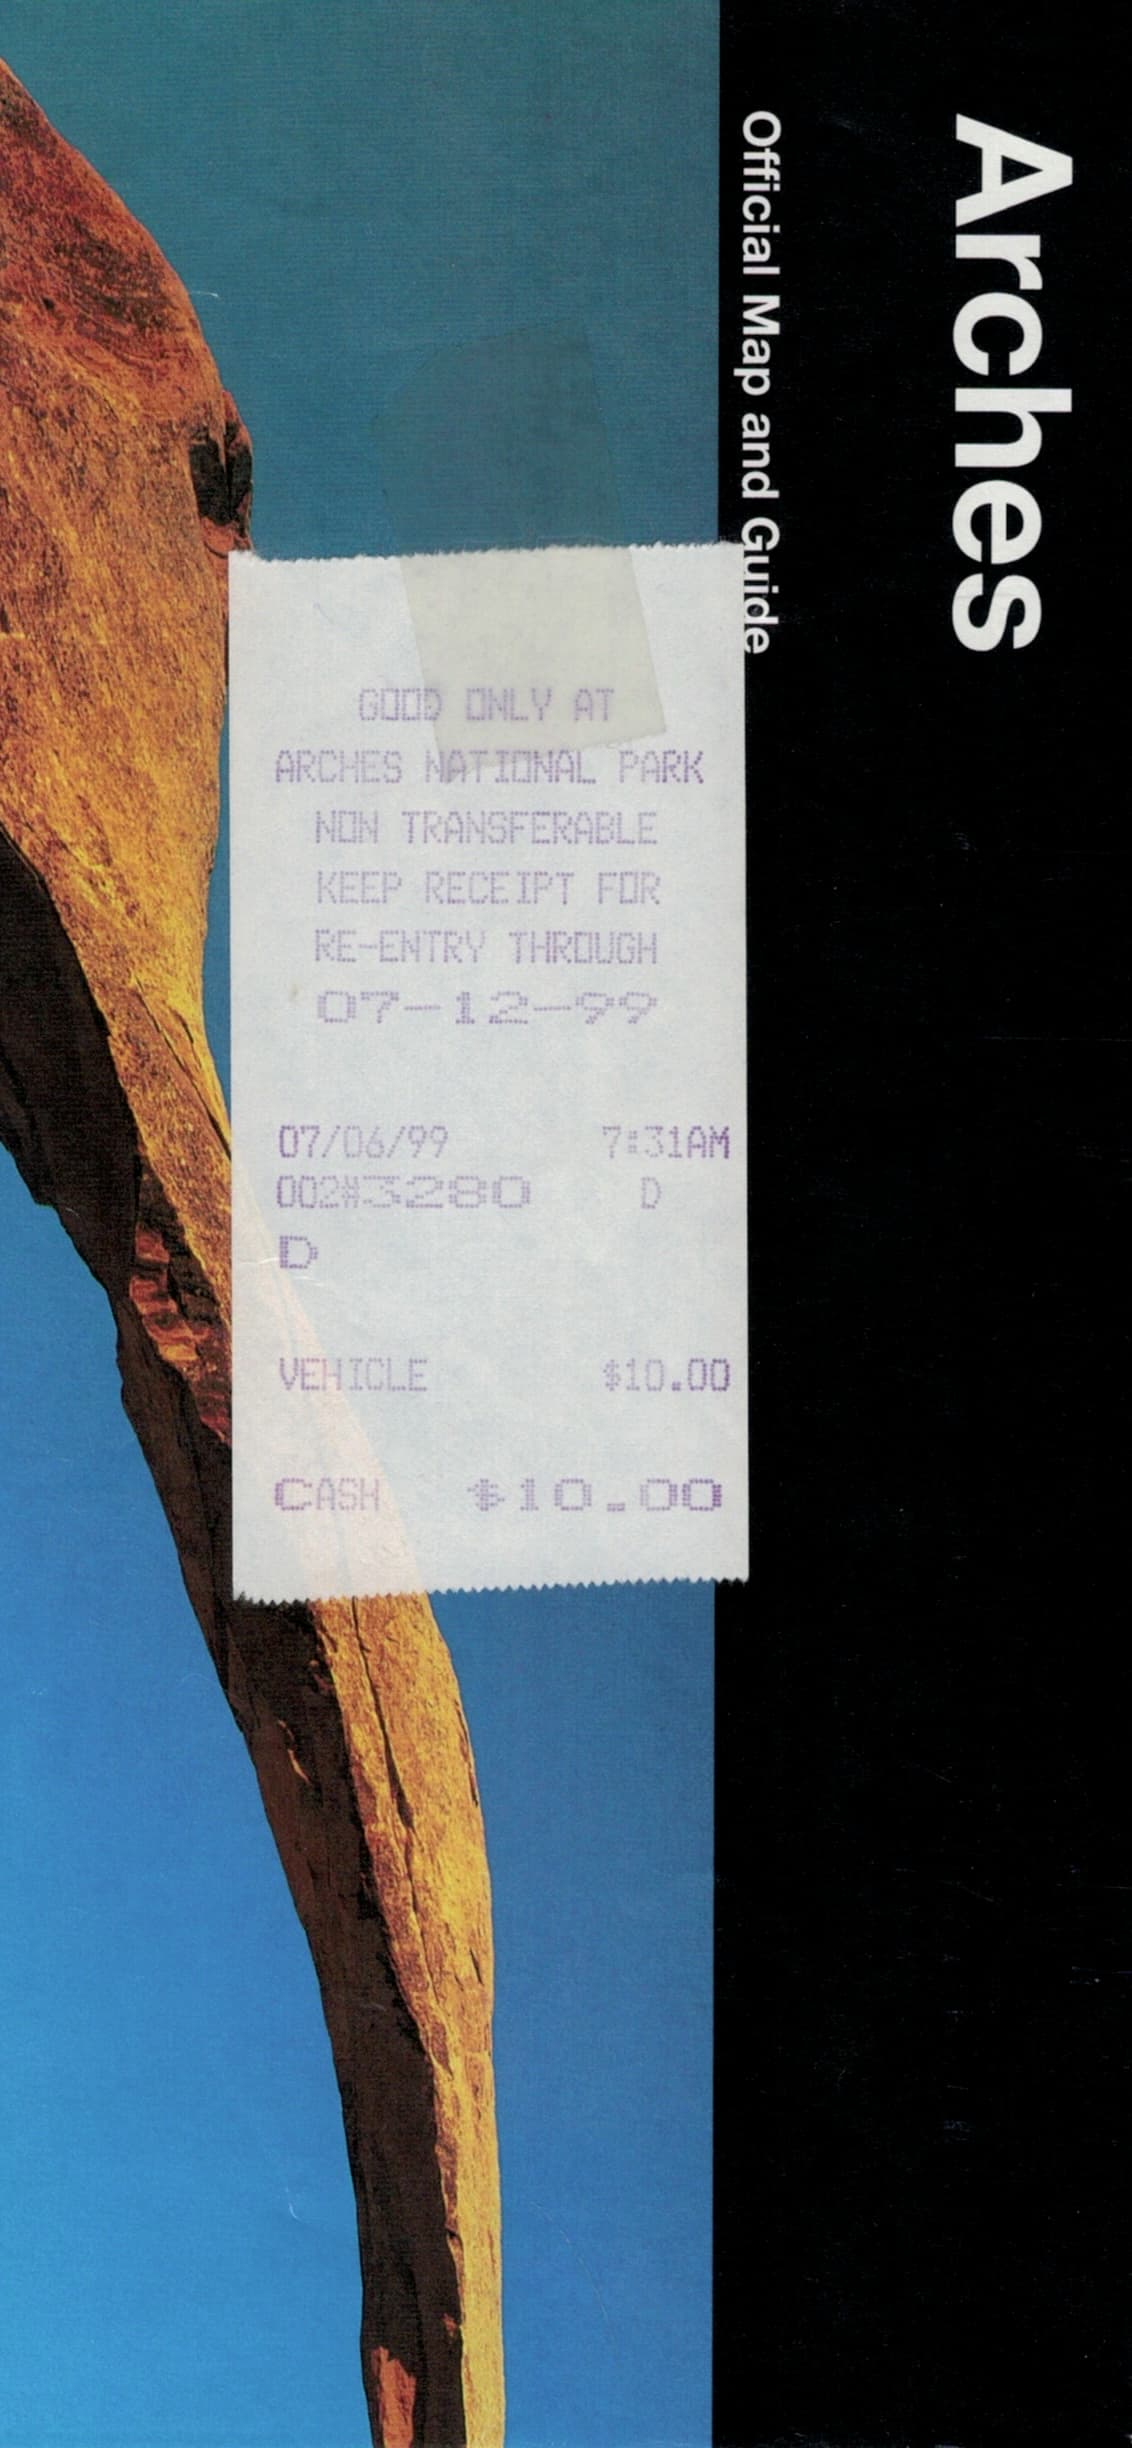 Arches
Official Map and Guide
GOOD ONLY AT
ARCHES NATIONAL PARK
NON TRANSFERABLE
KEEP RECEIPT FOR
RE-ENTRY THROUGH
07-12-99
07/06/99 7:31AM
002#3280 D
D
VEHICLE $10.00
CASH $10.00